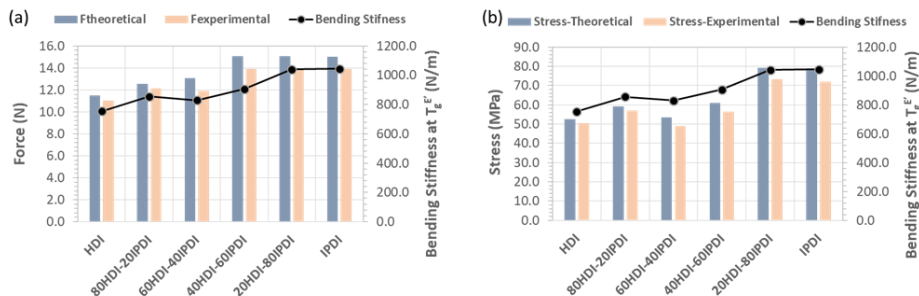 (a)
Ftheoretical Fexperimental Bending Stifness
16.0
14.0
12.0
10.0
8.0
6.0
4.0
2.0
0.0
Force (N)
1200.0
1000.0
800.0
600.0
400.0
200.0
0.0
Bending Stiffness at Tg E' (N/m)
HDI
80HDI-20IPDI
60HDI-40IPDI
40HDI-60IPDI
20HDI-80IPDI
IPDI
(b)
Stress-Theoretical Stress-Experimental Bending Stifness
90.0
80.0
70.0
60.0
50.0
40.0
30.0
20.0
10.0
0.0
Stress (MPa)
1200.0
1000.0
800.0
600.0
400.0
200.0
0.0
Bending Stiffness at Tg E' (N/m)
HDI
80HDI-20IPDI
60HDI-40IPDI
40HDI-60IPDI
20HDI-80IPDI
IPDI